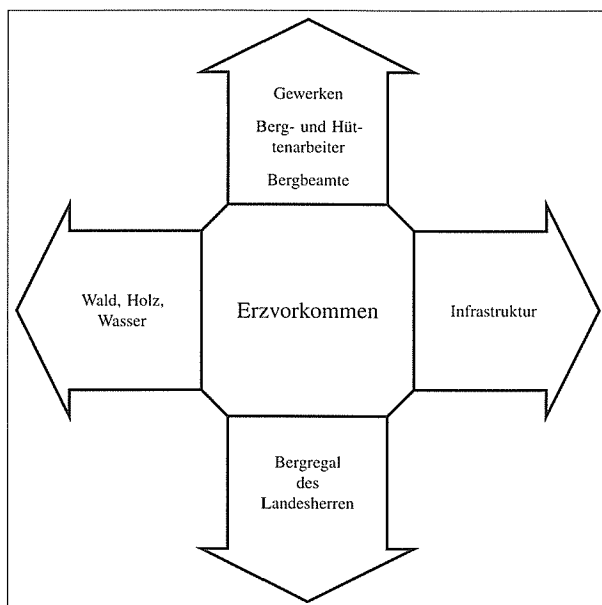 Gewerken
Berg- und Hüt-
tenarbeiter
Bergbeamte
Wald, Holz,
Wasser
Erzvorkommen
Infrastruktur
Bergregal
des
Landesherren